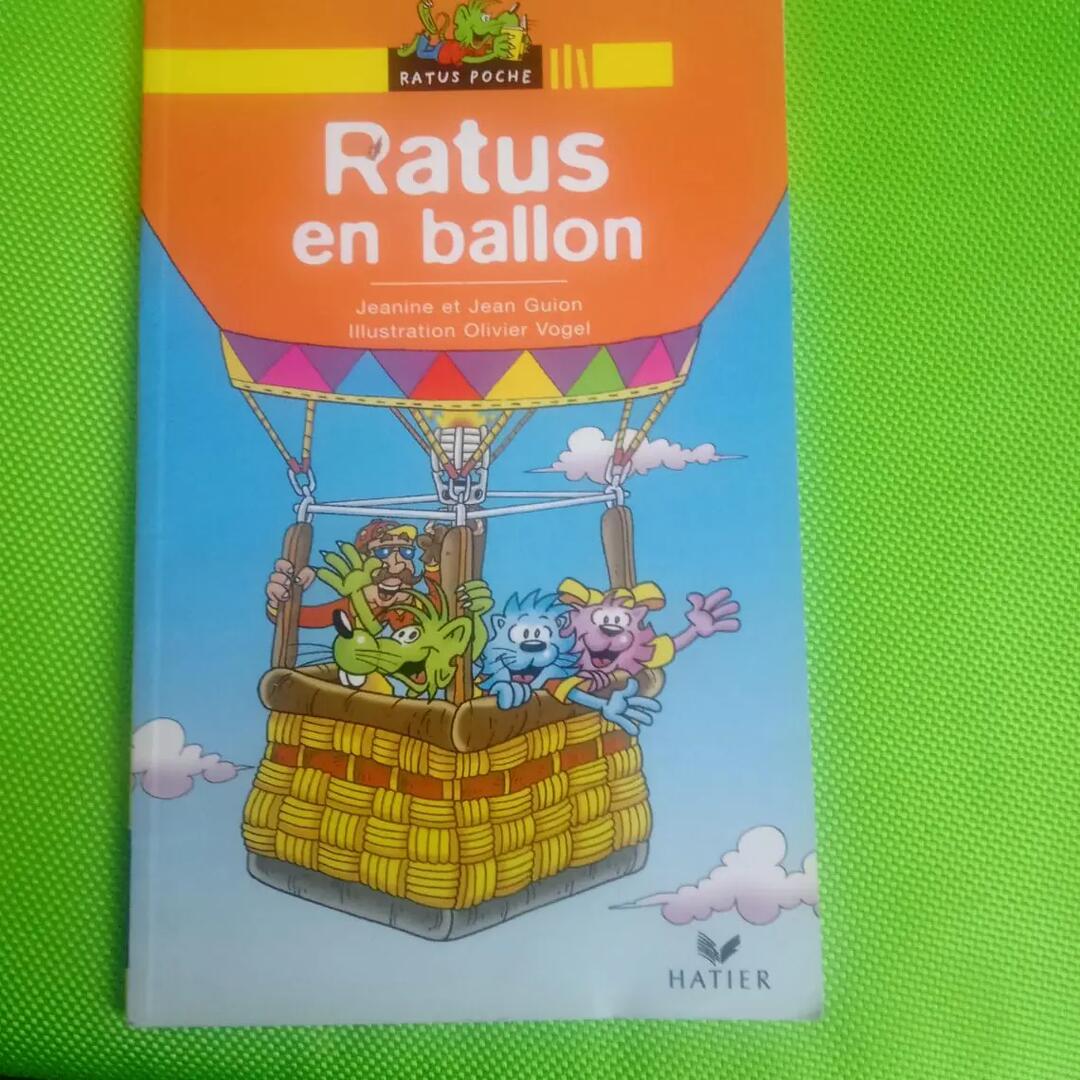 RATUS POCHE
Ratus
en ballon
Jeanine et Jean Guion
Illustration Olivier Vogel
HATIER